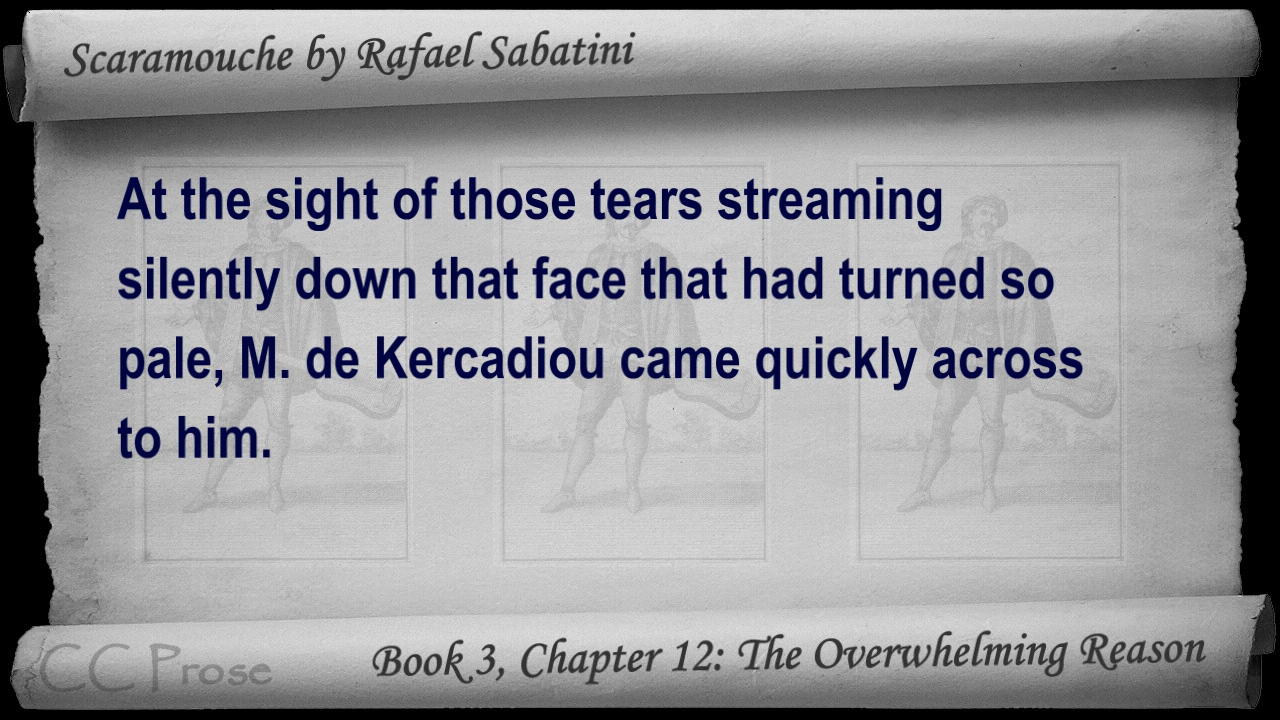 Scaramouche by Rafael Sabatini
At the sight of those tears streaming
silently down that face that had turned so
pale, M. de Kercadiou came quickly across
to him.
CC Prose
Book 3, Chapter 12: The Overwhelming Reason